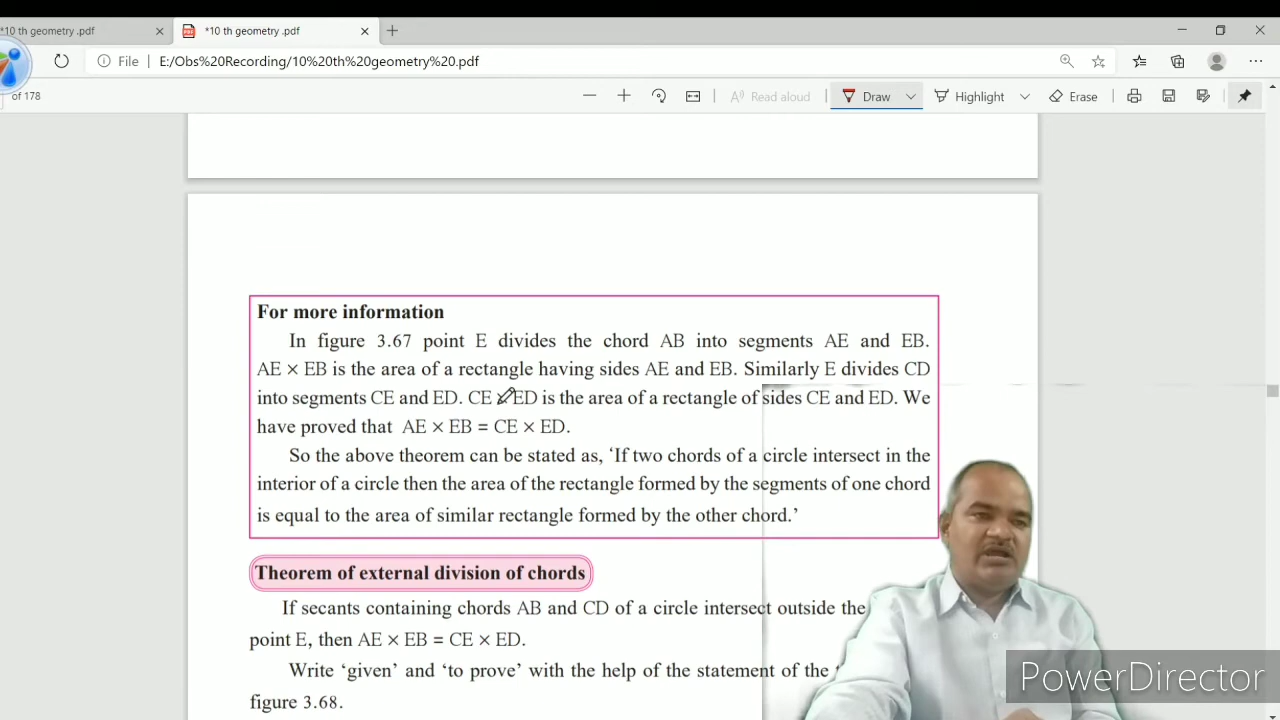 *10 th geometry .pdf
*10 th geometry .pdf
File E:/Obs%20Recording/10%20th%20geometry%20.pdf
of 178
Read aloud
Draw
Highlight
Erase
For more information
In figure 3.67 point E divides the chord AB into segments AE and EB.
AE × EB is the area of a rectangle having sides AE and EB. Similarly E divides CD
into segments CE and ED. CE ED is the area of a rectangle of sides CE and ED. We
have proved that AE × EB = CE × ED.
So the above theorem can be stated as, ‘If two chords of a circle intersect in the
interior of a circle then the area of the rectangle formed by the segments of one chord
is equal to the area of similar rectangle formed by the other chord.’
Theorem of external division of chords
If secants containing chords AB and CD of a circle intersect outside the
point E, then AE × EB = CE × ED.
Write ‘given’ and ‘to prove’ with the help of the statement of the
figure 3.68.
PowerDirector